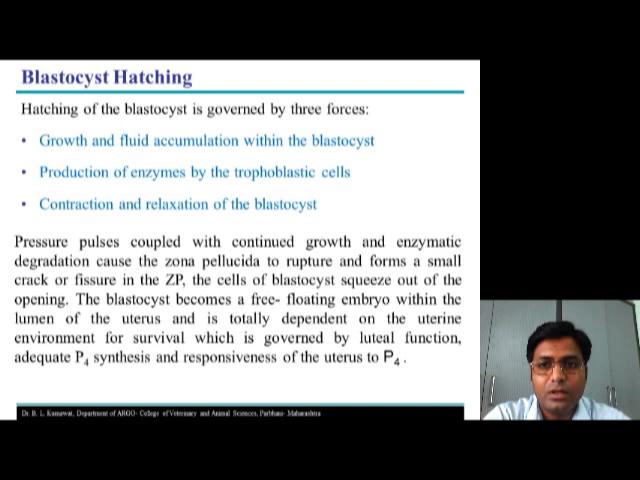 Blastocyst Hatching
Hatching of the blastocyst is governed by three forces:
• Growth and fluid accumulation within the blastocyst
• Production of enzymes by the trophoblastic cells
• Contraction and relaxation of the blastocyst
Pressure pulses coupled with continued growth and enzymatic
degradation cause the zona pellucida to rupture and forms a small
crack or fissure in the ZP, the cells of blastocyst squeeze out of the
opening. The blastocyst becomes a free- floating embryo within the
lumen of the uterus and is totally dependent on the uterine
environment for survival which is governed by luteal function,
adequate P₄ synthesis and responsiveness of the uterus to P₄ .
Dr. B. L. Kumawat, Department of ARGO- College of Veterinary and Animal Sciences, Parbhani- Maharashtra